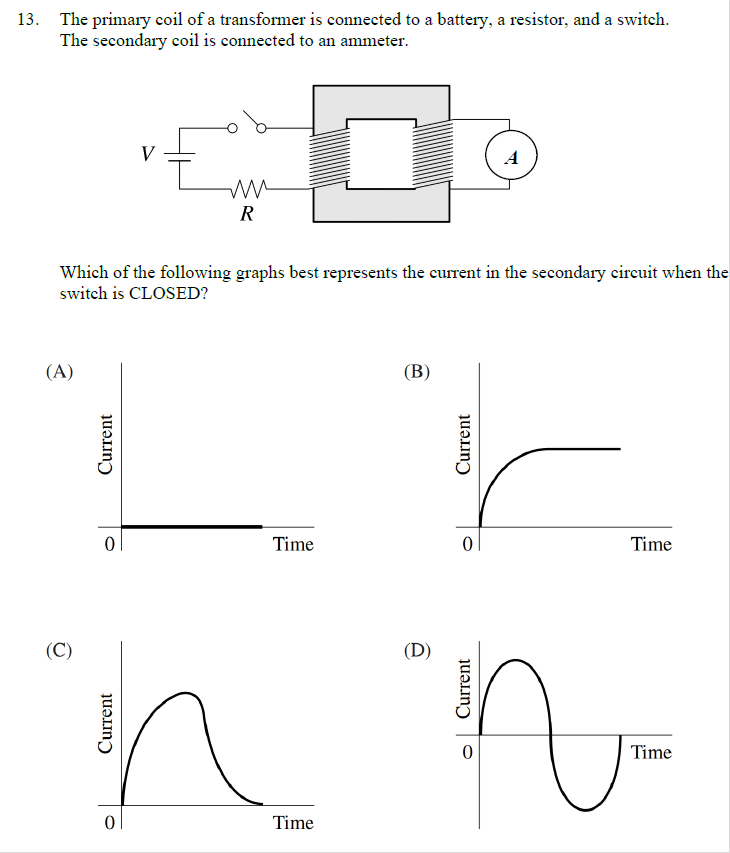 13. The primary coil of a transformer is connected to a battery, a resistor, and a switch.
The secondary coil is connected to an ammeter.
V
A
R
Which of the following graphs best represents the current in the secondary circuit when the
switch is CLOSED?
(A)
Current
0
Time
(B)
Current
0
Time
(C)
Current
0
Time
(D)
Current
0
Time